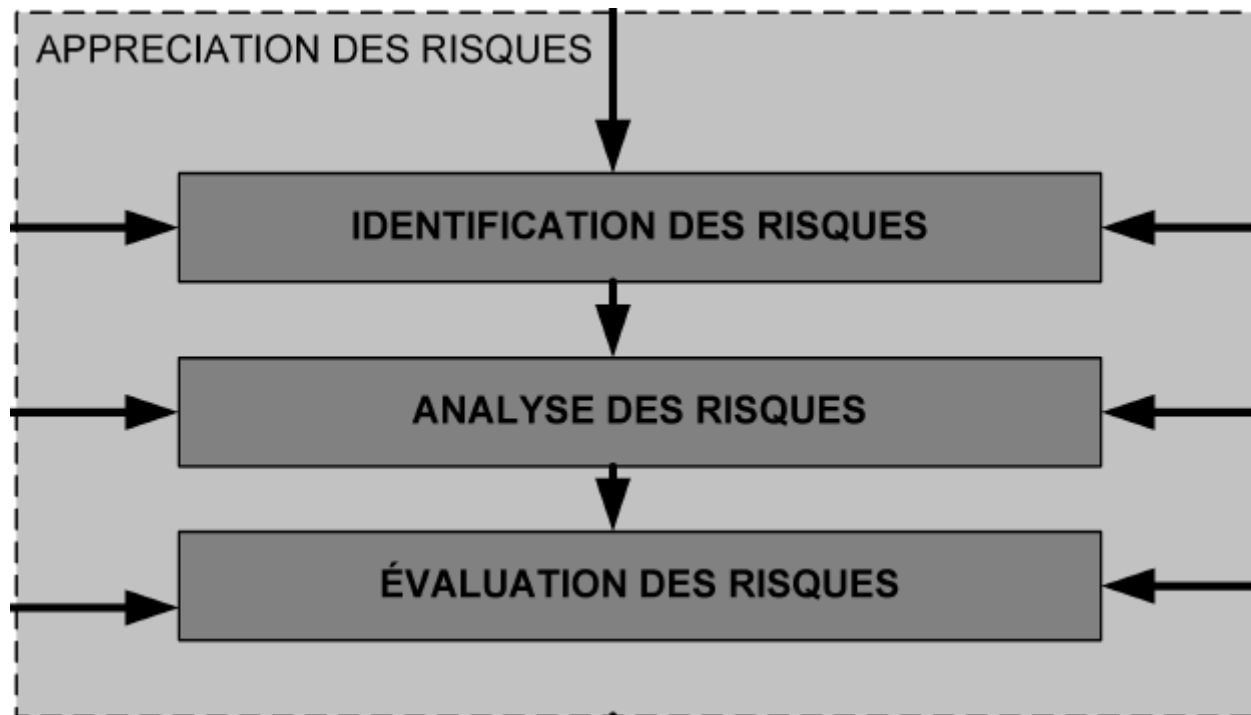 APPRECIATION DES RISQUES
IDENTIFICATION DES RISQUES
ANALYSE DES RISQUES
ÉVALUATION DES RISQUES